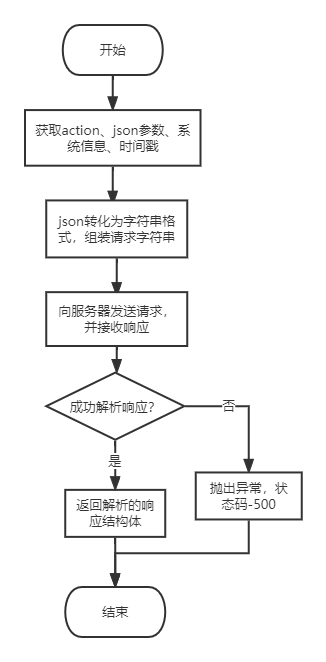 开始
获取action、json参数、系
统信息、时间戳
json转化为字符串格
式，组装请求字符串
向服务器发送请求，
并接收响应
成功解析响应？
否
是
抛出异常，状
态码-500
返回解析的响
应结构体
结束